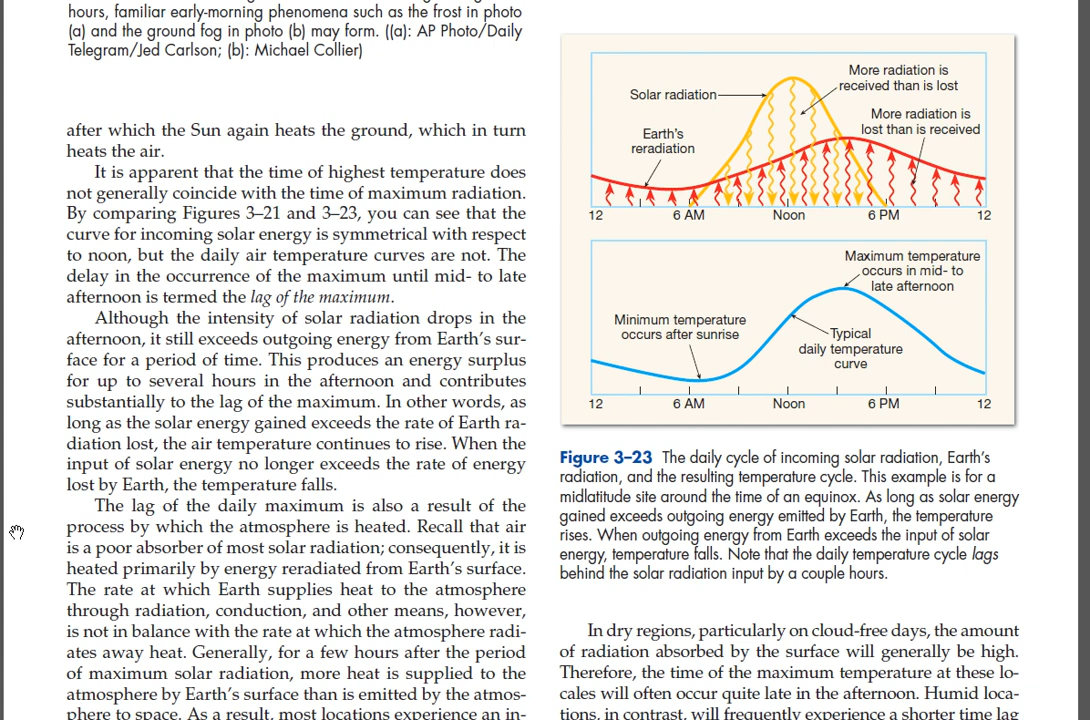 hours, familiar early-morning phenomena such as the frost in photo
(a) and the ground fog in photo (b) may form. ((a): AP Photo/Daily
Telegram/Jed Carlson; (b): Michael Collier)
after which the Sun again heats the ground, which in turn
heats the air.
It is apparent that the time of highest temperature does
not generally coincide with the time of maximum radiation.
By comparing Figures 3–21 and 3–23, you can see that the
curve for incoming solar energy is symmetrical with respect
to noon, but the daily air temperature curves are not. The
delay in the occurrence of the maximum until mid- to late
afternoon is termed the lag of the maximum.
Although the intensity of solar radiation drops in the
afternoon, it still exceeds outgoing energy from Earth's sur-
face for a period of time. This produces an energy surplus
for up to several hours in the afternoon and contributes
substantially to the lag of the maximum. In other words, as
long as the solar energy gained exceeds the rate of Earth ra-
diation lost, the air temperature continues to rise. When the
input of solar energy no longer exceeds the rate of energy
lost by Earth, the temperature falls.
The lag of the daily maximum is also a result of the
process by which the atmosphere is heated. Recall that air
is a poor absorber of most solar radiation; consequently, it is
heated primarily by energy reradiated from Earth's surface.
The rate at which Earth supplies heat to the atmosphere
through radiation, conduction, and other means, however,
is not in balance with the rate at which the atmosphere radi-
ates away heat. Generally, for a few hours after the period
of maximum solar radiation, more heat is supplied to the
atmosphere by Earth's surface than is emitted by the atmos-
phere to space. As a result, most locations experience an in-
Solar radiation
More radiation is
received than is lost
Earth's
reradiation
More radiation is
lost than is received
12 6 AM Noon 6 PM 12
Maximum temperature
occurs in mid- to
late afternoon
Minimum temperature
occurs after sunrise
Typical
daily temperature
curve
12 6 AM Noon 6 PM 12
Figure 3–23 The daily cycle of incoming solar radiation, Earth's
radiation, and the resulting temperature cycle. This example is for a
midlatitude site around the time of an equinox. As long as solar energy
gained exceeds outgoing energy emitted by Earth, the temperature
rises. When outgoing energy from Earth exceeds the input of solar
energy, temperature falls. Note that the daily temperature cycle lags
behind the solar radiation input by a couple hours.
In dry regions, particularly on cloud-free days, the amount
of radiation absorbed by the surface will generally be high.
Therefore, the time of the maximum temperature at these lo-
cales will often occur quite late in the afternoon. Humid loca-
tions, in contrast, will frequently experience a shorter time lag